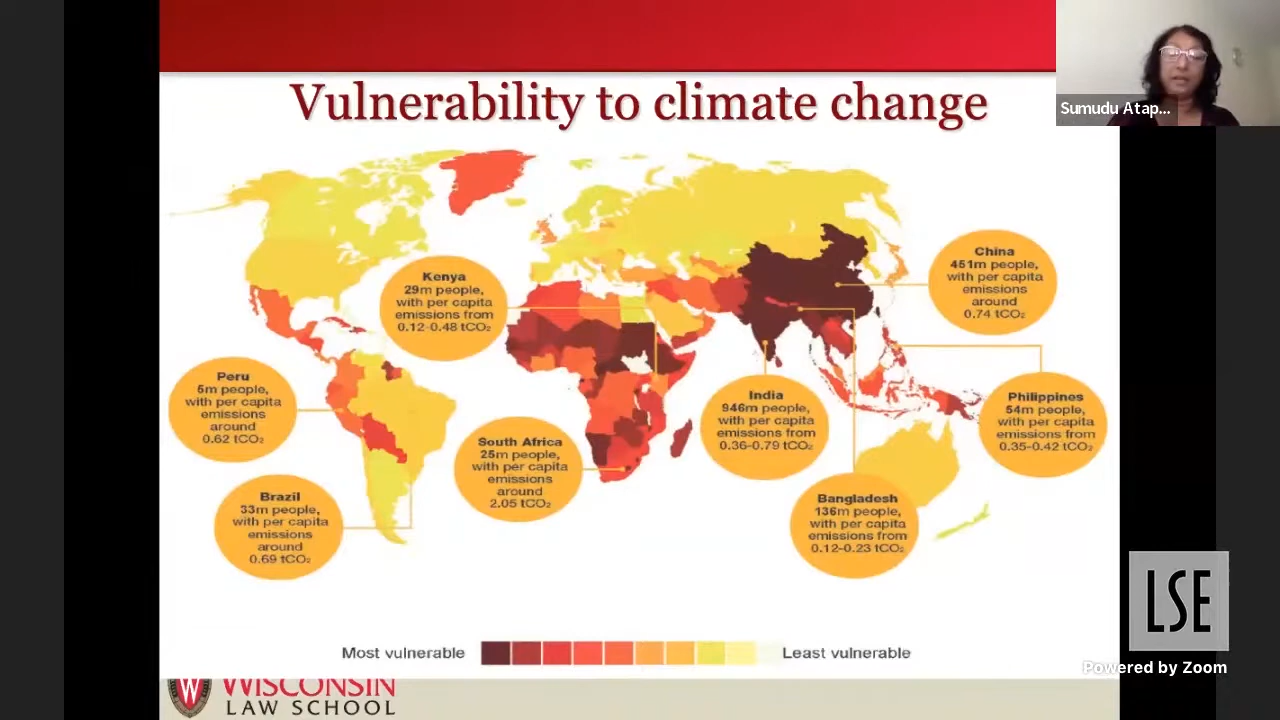 Vulnerability to climate change
Sumudu Atap...
Kenya
29m people,
with per capita
emissions from
0.12-0.48 tCO₂
China
451m people,
with per capita
emissions
around
0.74 tCO₂
Peru
5m people,
with per capita
emissions
around
0.62 tCO₂
South Africa
25m people,
with per capita
emissions
around
2.05 tCO₂
India
946m people,
with per capita
emissions from
0.36-0.79 tCO₂
Philippines
54m people,
with per capita
emissions from
0.35-0.42 tCO₂
Brazil
33m people,
with per capita
emissions
around
0.69 tCO₂
Bangladesh
136m people,
with per capita
emissions from
0.12-0.23 tCO₂
LSE
Most vulnerable
Least vulnerable
Powered by Zoom
W
WISCONSIN
LAW SCHOOL